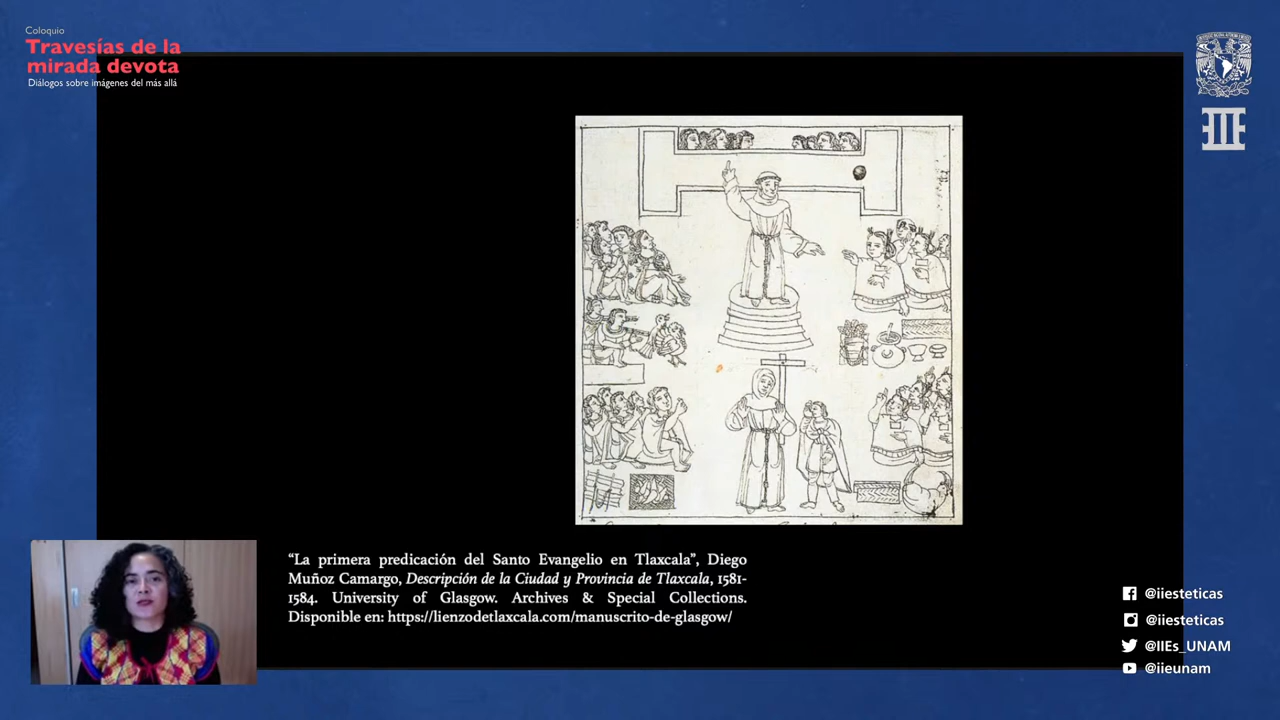 Coloquio
Travesías de la
mirada devota
Diálogos sobre imágenes del más allá
“La primera predicación del Santo Evangelio en Tlaxcala”, Diego
Muñoz Camargo, Descripción de la Ciudad y Provincia de Tlaxcala, 1581-
1584. University of Glasgow. Archives & Special Collections.
Disponible en: https://lienzodetlaxcala.com/manuscrito-de-glasgow/
@iiesteticas
@iiesteticas
@IIEs_UNAM
@iieunam